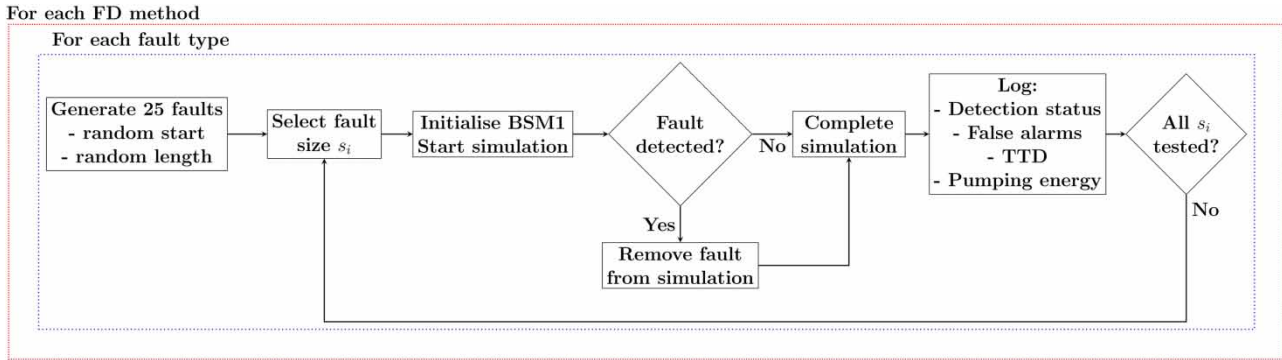 For each FD method
For each fault type
Generate 25 faults
- random start
- random length
Select fault
size s_i
Initialise BSM1
Start simulation
Fault
detected?
No
Yes
Remove fault
from simulation
Complete
simulation
Log:
- Detection status
- False alarms
- TTD
- Pumping energy
All s_i
tested?
No